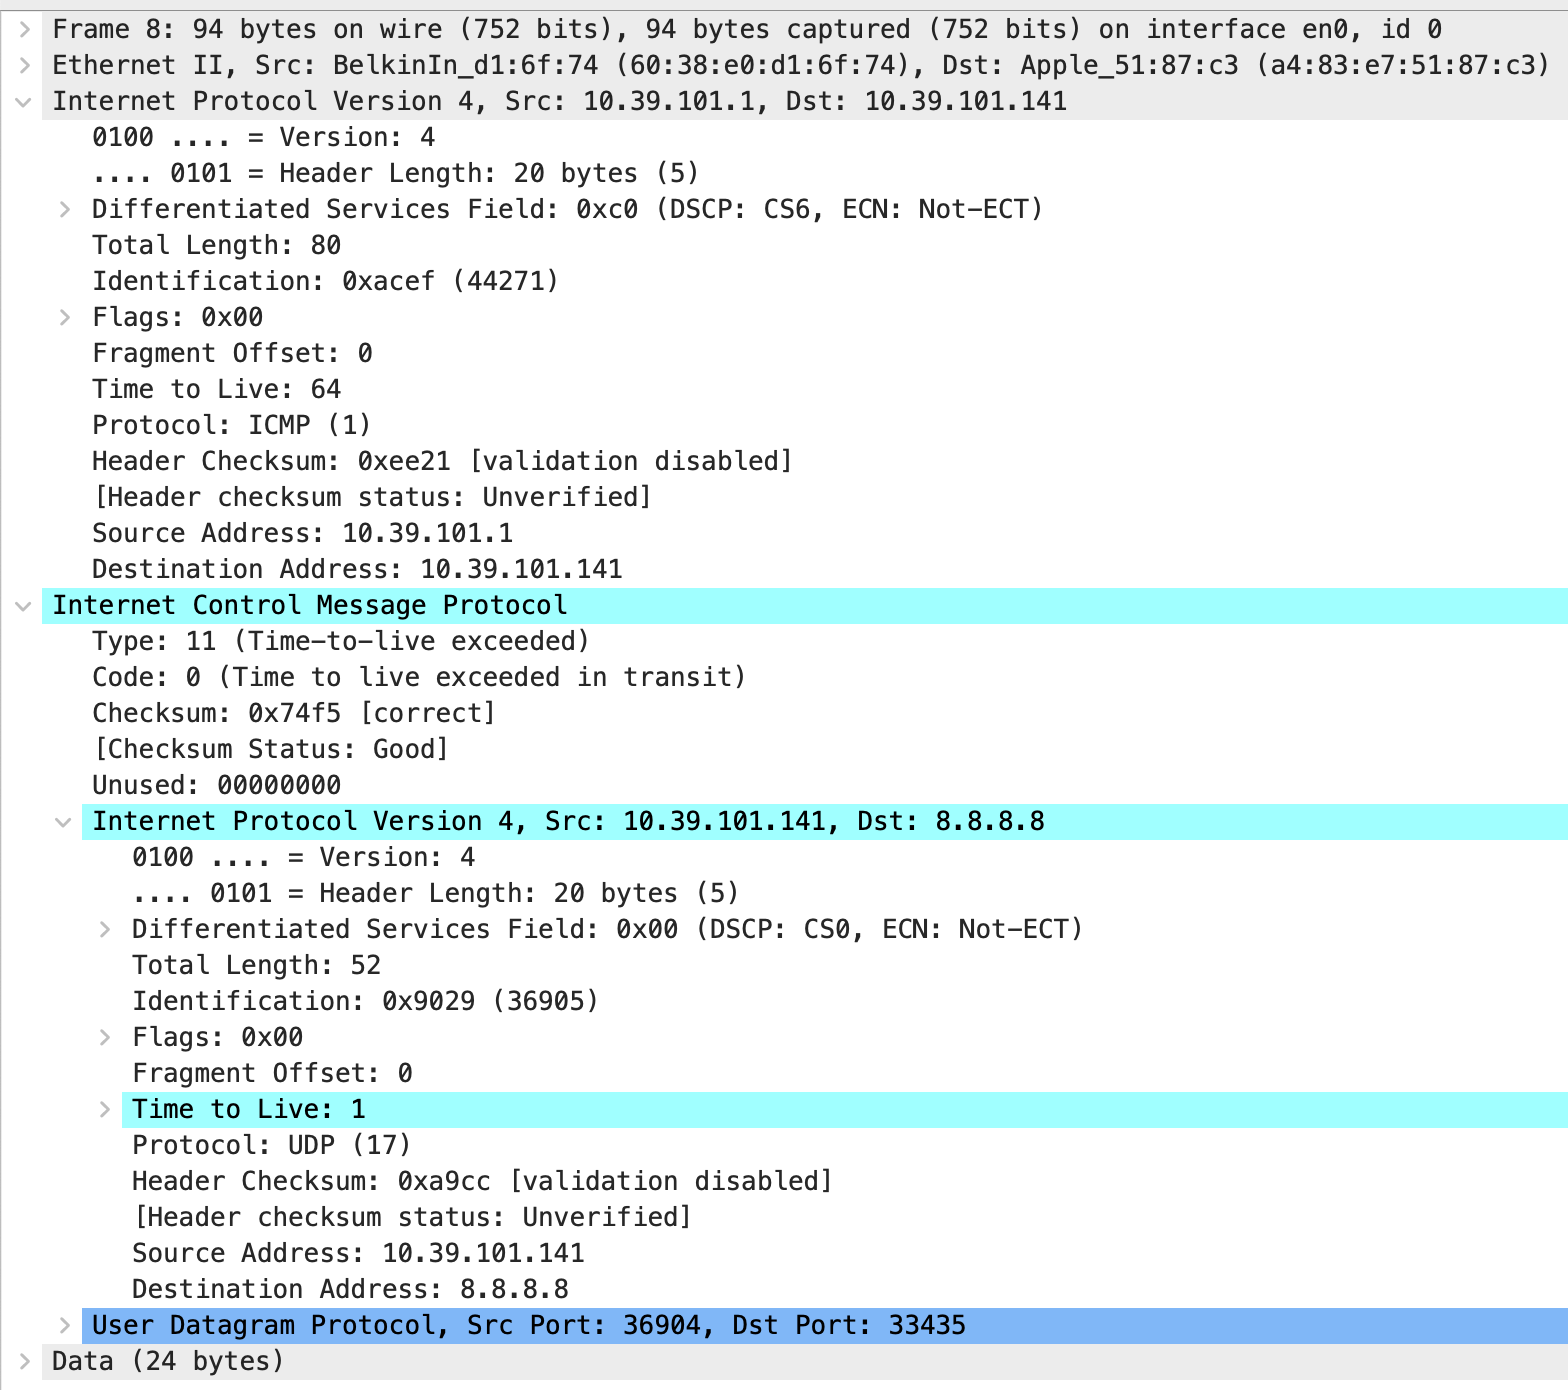 Frame 8: 94 bytes on wire (752 bits), 94 bytes captured (752 bits) on interface en0, id 0
Ethernet II, Src: BelkinIn_d1:6f:74 (60:38:e0:d1:6f:74), Dst: Apple_51:87:c3 (a4:83:e7:51:87:c3)
Internet Protocol Version 4, Src: 10.39.101.1, Dst: 10.39.101.141
0100 .... = Version: 4
.... 0101 = Header Length: 20 bytes (5)
Differentiated Services Field: 0xc0 (DSCP: CS6, ECN: Not-ECT)
Total Length: 80
Identification: 0xacef (44271)
Flags: 0x00
Fragment Offset: 0
Time to Live: 64
Protocol: ICMP (1)
Header Checksum: 0xee21 [validation disabled]
[Header checksum status: Unverified]
Source Address: 10.39.101.1
Destination Address: 10.39.101.141
Internet Control Message Protocol
Type: 11 (Time-to-live exceeded)
Code: 0 (Time to live exceeded in transit)
Checksum: 0x74f5 [correct]
[Checksum Status: Good]
Unused: 00000000
Internet Protocol Version 4, Src: 10.39.101.141, Dst: 8.8.8.8
0100 .... = Version: 4
.... 0101 = Header Length: 20 bytes (5)
Differentiated Services Field: 0x00 (DSCP: CS0, ECN: Not-ECT)
Total Length: 52
Identification: 0x9029 (36905)
Flags: 0x00
Fragment Offset: 0
Time to Live: 1
Protocol: UDP (17)
Header Checksum: 0xa9cc [validation disabled]
[Header checksum status: Unverified]
Source Address: 10.39.101.141
Destination Address: 8.8.8.8
User Datagram Protocol, Src Port: 36904, Dst Port: 33435
Data (24 bytes)